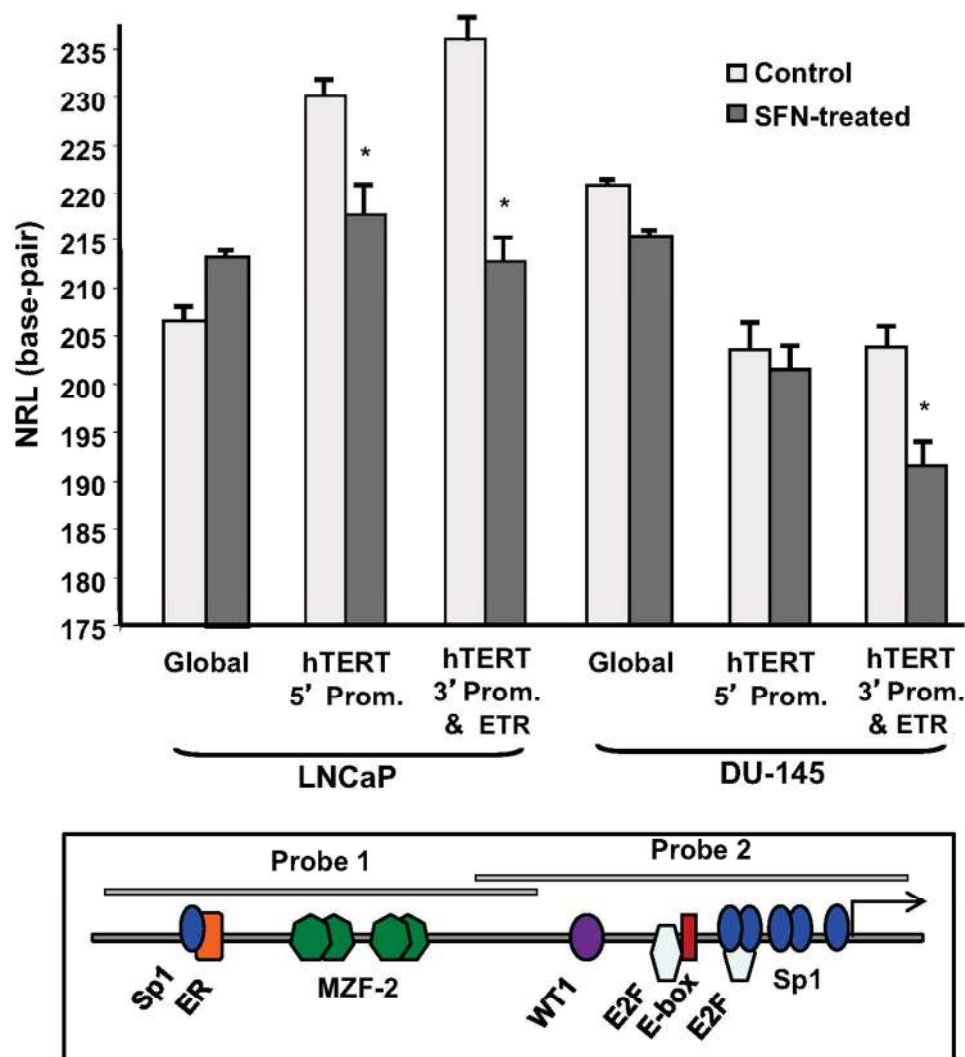 NRL (base-pair)
235
230
225
220
215
210
205
200
195
190
185
180
175
Control
SFN-treated
*
*
*
Global
hTERT
5' Prom.
hTERT
3' Prom.
& ETR
Global
hTERT
5' Prom.
hTERT
3' Prom.
& ETR
LNCaP
DU-145
Probe 1
Probe 2
Sp1
ER
MZF-2
WT1
E2F
E-box
E2F
Sp1